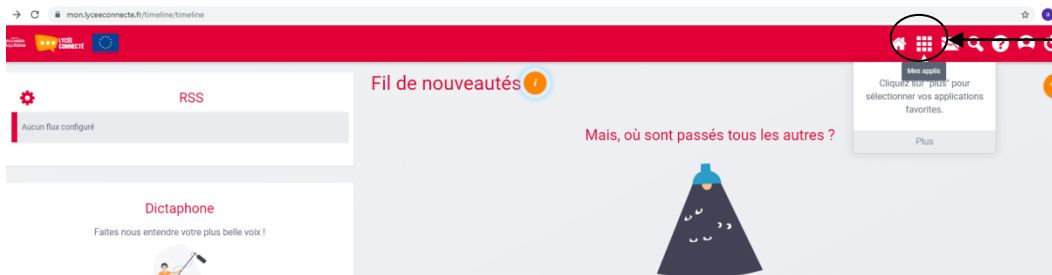 mon.lyceeconnecte.fr/timeline/timeline
LYCÉE
CONNECTÉ
Mes applis
Fil de nouveautés
i
Cliquez sur "plus" pour
sélectionner vos applications
favorites.
Plus
RSS
Aucun flux configuré
Mais, où sont passés tous les autres ?
Dictaphone
Faites nous entendre votre plus belle voix !